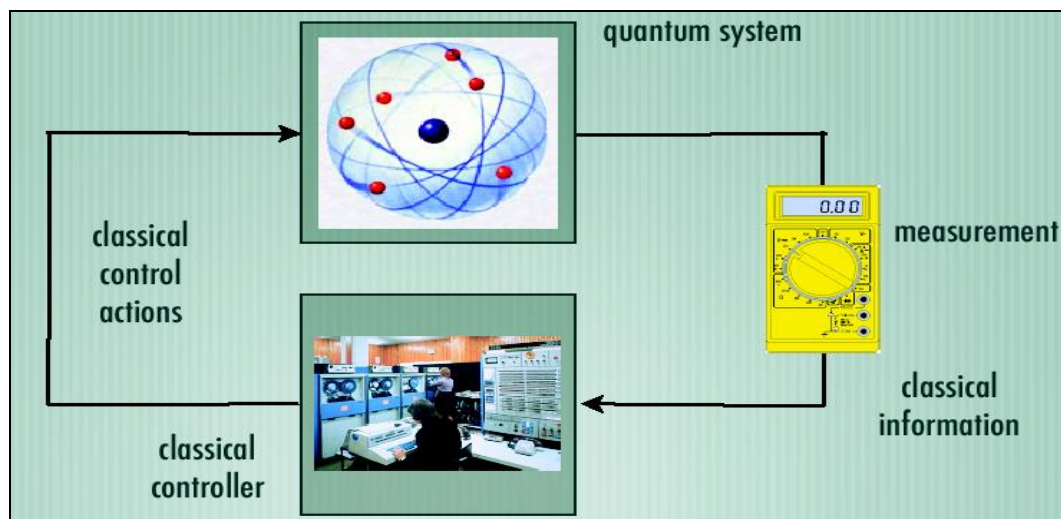 quantum system
0.00
measurement
classical
control
actions
classical
information
classical
controller